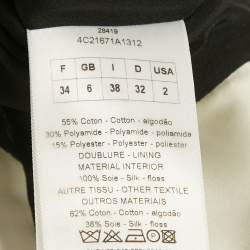 28419
4C21671A1312
F GB I D USA
34 6 38 32 2
55% Coton - Cotton - algodão
30% Polyamide - Polyamide - poliamida
15% Polyester - Polyester - poliester
DOUBLURE - LINING
MATERIAL INTERIOR
100% Soie - Silk - floss
AUTRE TISSU - OTHER TEXTILE
OUTROS MATERIAIS
62% Coton - Cotton - algodão
38% Soie - Silk - floss